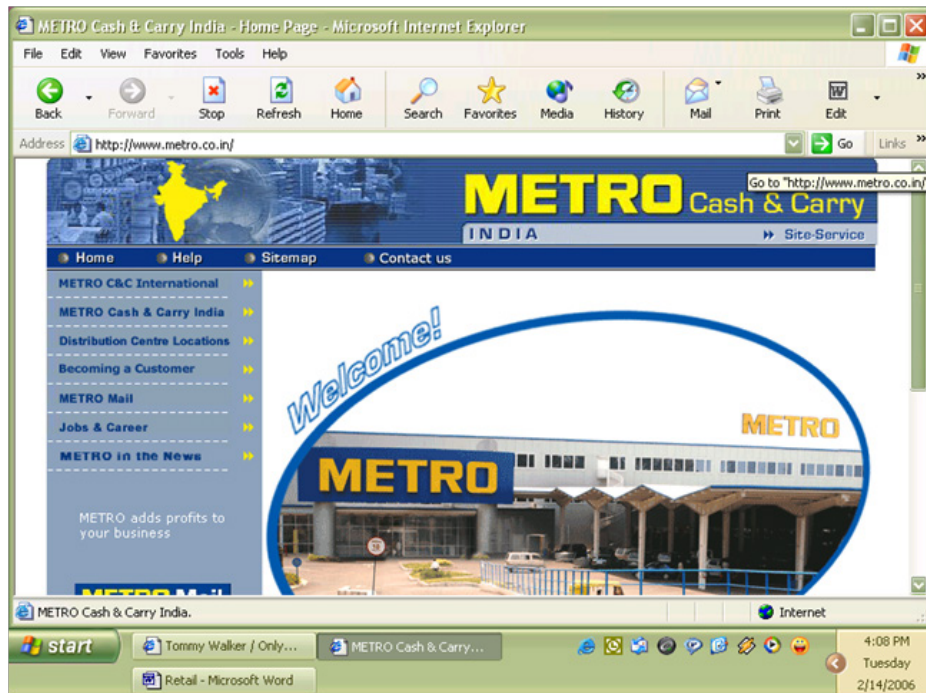 METRO Cash & Carry India - Home Page - Microsoft Internet Explorer
File Edit View Favorites Tools Help
Back Forward Stop Refresh Home Search Favorites Media History Mail Print Edit
Address http://www.metro.co.in/ Go Links
Go to "http://www.metro.co.in/"
METRO Cash & Carry
INDIA Site-Service
Home Help Sitemap Contact us
METRO C&C International
METRO Cash & Carry India
Distribution Centre Locations
Becoming a Customer
METRO Mail
Jobs & Career
METRO in the News
Welcome!
METRO
METRO
METRO adds profits to
your business
METRO Mail
METRO Cash & Carry India. Internet
start Tommy Walker / Only... METRO Cash & Carry... 4:08 PM
Tuesday
Retail - Microsoft Word 2/14/2006